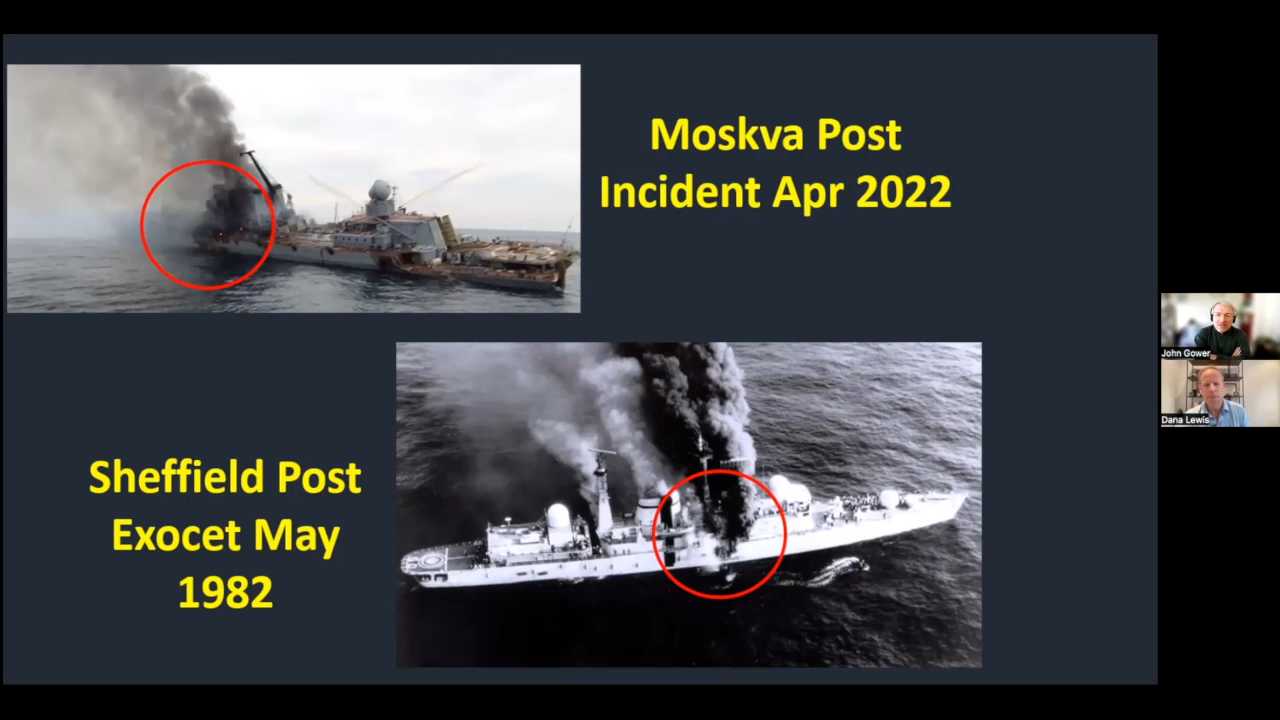 Moskva Post
Incident Apr 2022
Sheffield Post
Exocet May
1982
John Gower
Dana Lewis